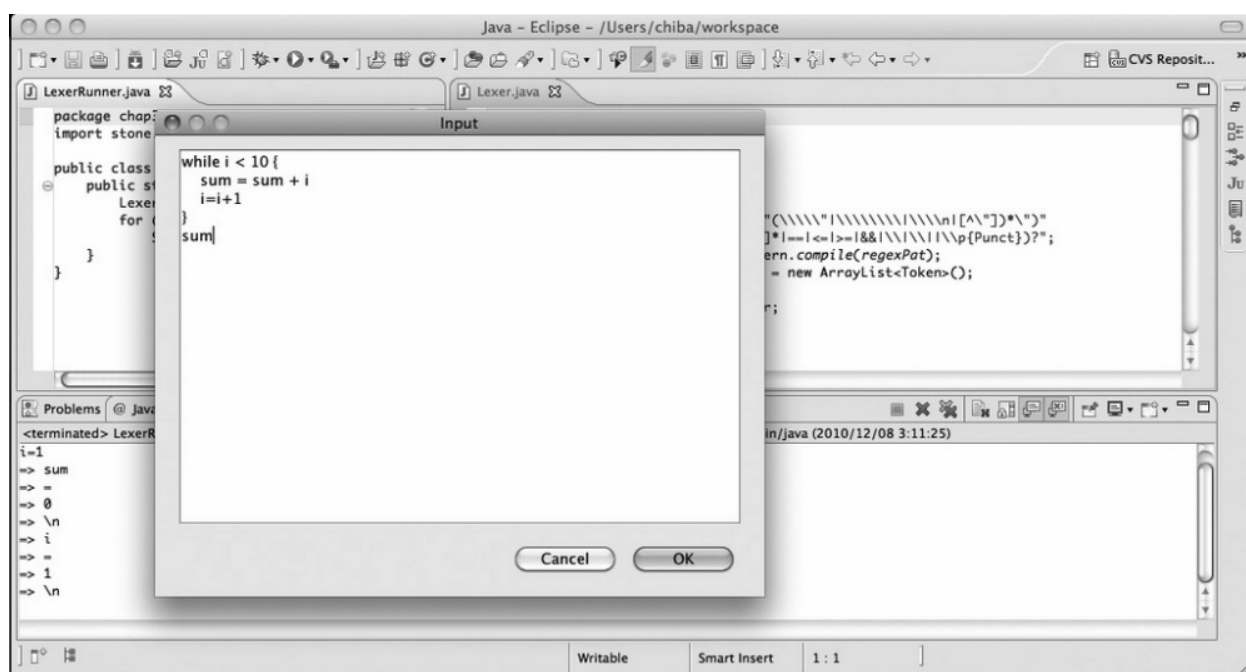 Java – Eclipse – /Users/chiba/workspace
CVS Reposit...
LexerRunner.java
Lexer.java
package chap
import stone
public class
public st
Lexer
for (
}
}
"(\\\\\"|\\\\\\\\|\\\\n|[^\"])*\")"
]*|==|<=|>=|&&|\\|\\||\\p{Punct})?";
ern.compile(regexPat);
= new ArrayList<Token>();
r;
Input
while i < 10 {
sum = sum + i
i=i+1
}
sum
Cancel
OK
Problems @ Java
<terminated> LexerR
in/java (2010/12/08 3:11:25)
i=1
=> sum
=> =
=> 0
=> \n
=> i
=> =
=> 1
=> \n
Writable
Smart Insert
1 : 1